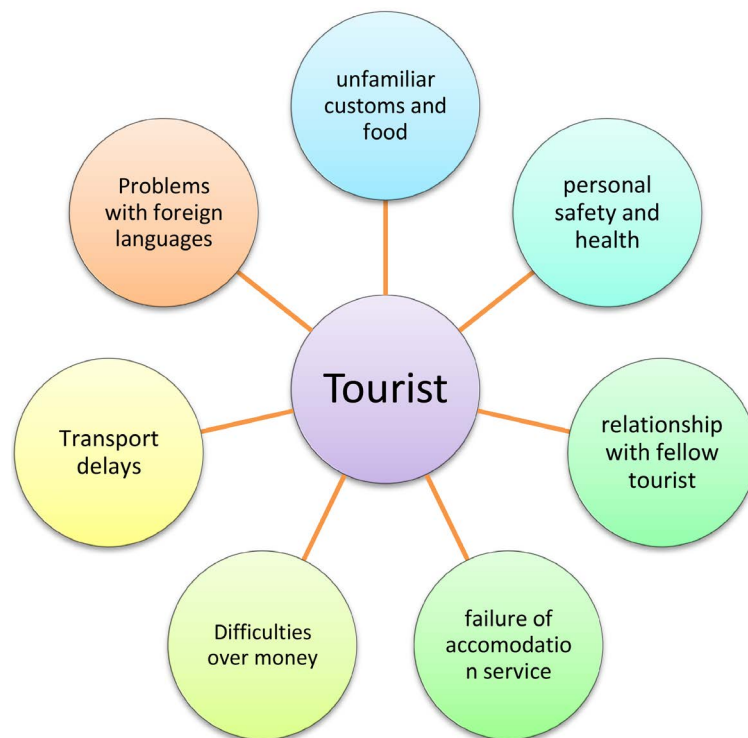 unfamiliar
customs and
food
personal
safety and
health
relationship
with fellow
tourist
failure of
accomodatio
n service
Difficulties
over money
Transport
delays
Problems
with foreign
languages
Tourist